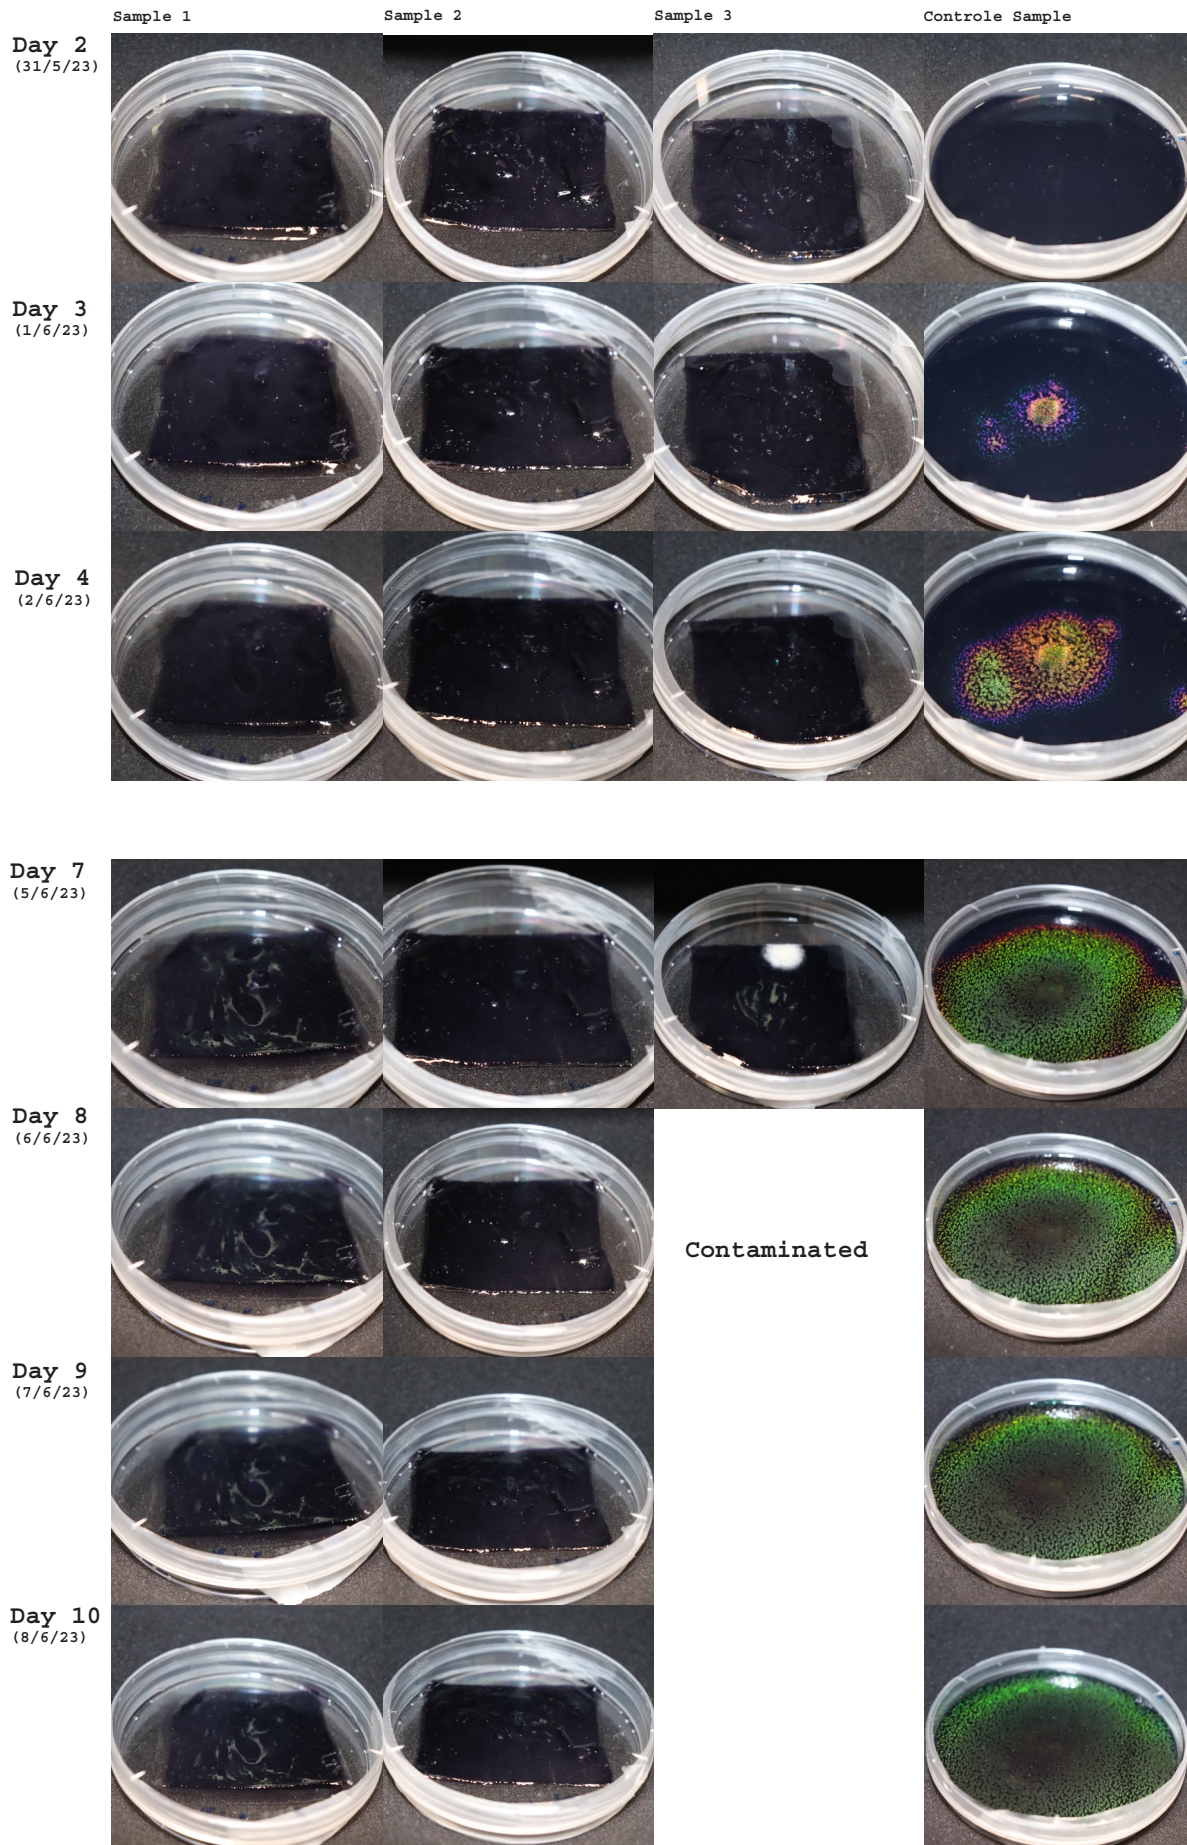 Sample 1
Sample 2
Sample 3
Controle Sample
Day 2
(31/5/23)
Day 3
(1/6/23)
Day 4
(2/6/23)
Day 7
(5/6/23)
Day 8
(6/6/23)
Contaminated
Day 9
(7/6/23)
Day 10
(8/6/23)